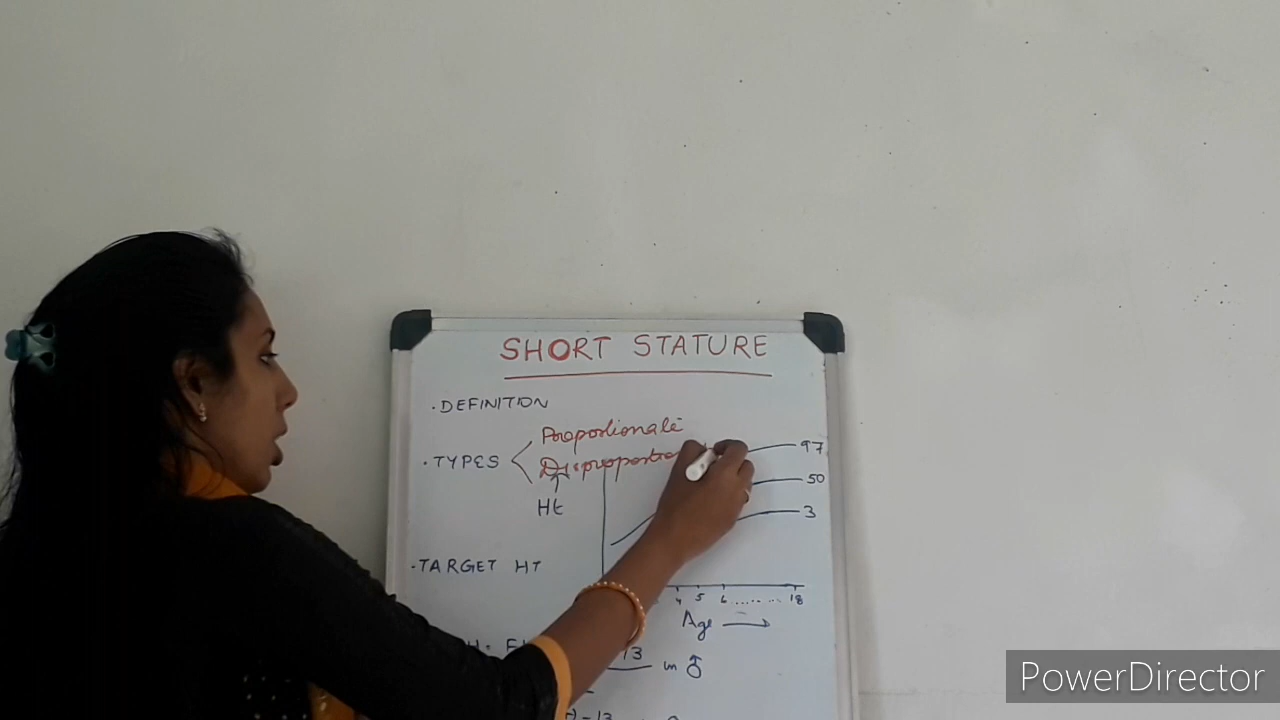 SHORT STATURE
· DEFINITION
Proportionate
· TYPES
97
50
Ht
3
· TARGET HT
4 5 6 ....... 18
Age →
13 in ♂
-13
PowerDirector